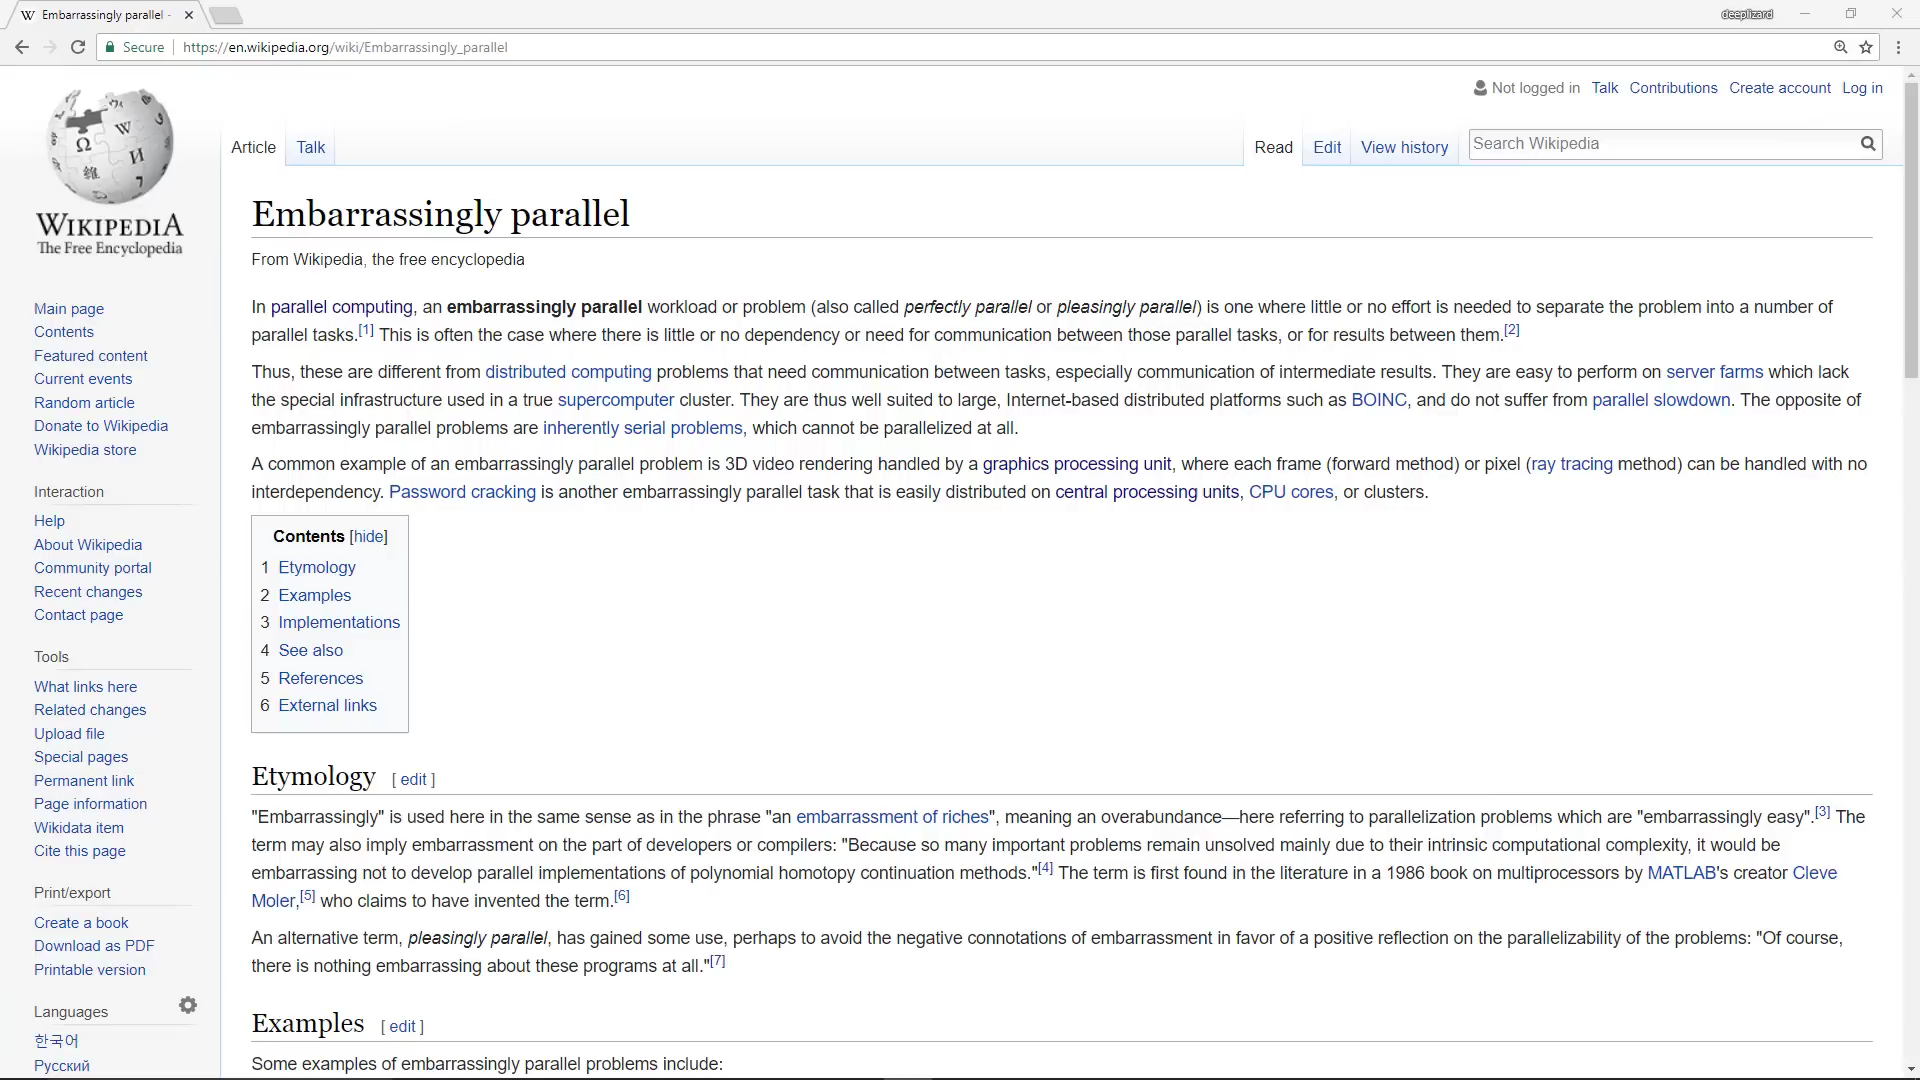 Embarrassingly parallel -
deeplizard
Secure
https://en.wikipedia.org/wiki/Embarrassingly_parallel
Not logged in Talk Contributions Create account Log in
Article Talk Read Edit View history Search Wikipedia
WIKIPEDIA
The Free Encyclopedia
Main page
Contents
Featured content
Current events
Random article
Donate to Wikipedia
Wikipedia store
Interaction
Help
About Wikipedia
Community portal
Recent changes
Contact page
Tools
What links here
Related changes
Upload file
Special pages
Permanent link
Page information
Wikidata item
Cite this page
Print/export
Create a book
Download as PDF
Printable version
Languages
한국어
Русский
Embarrassingly parallel
From Wikipedia, the free encyclopedia
In parallel computing, an embarrassingly parallel workload or problem (also called perfectly parallel or pleasingly parallel) is one where little or no effort is needed to separate the problem into a number of
parallel tasks.[1] This is often the case where there is little or no dependency or need for communication between those parallel tasks, or for results between them.[2]
Thus, these are different from distributed computing problems that need communication between tasks, especially communication of intermediate results. They are easy to perform on server farms which lack
the special infrastructure used in a true supercomputer cluster. They are thus well suited to large, Internet-based distributed platforms such as BOINC, and do not suffer from parallel slowdown. The opposite of
embarrassingly parallel problems are inherently serial problems, which cannot be parallelized at all.
A common example of an embarrassingly parallel problem is 3D video rendering handled by a graphics processing unit, where each frame (forward method) or pixel (ray tracing method) can be handled with no
interdependency. Password cracking is another embarrassingly parallel task that is easily distributed on central processing units, CPU cores, or clusters.
Contents [hide]
1 Etymology
2 Examples
3 Implementations
4 See also
5 References
6 External links
Etymology [ edit ]
"Embarrassingly" is used here in the same sense as in the phrase "an embarrassment of riches", meaning an overabundance—here referring to parallelization problems which are "embarrassingly easy".[3] The
term may also imply embarrassment on the part of developers or compilers: "Because so many important problems remain unsolved mainly due to their intrinsic computational complexity, it would be
embarrassing not to develop parallel implementations of polynomial homotopy continuation methods."[4] The term is first found in the literature in a 1986 book on multiprocessors by MATLAB's creator Cleve
Moler,[5] who claims to have invented the term.[6]
An alternative term, pleasingly parallel, has gained some use, perhaps to avoid the negative connotations of embarrassment in favor of a positive reflection on the parallelizability of the problems: "Of course,
there is nothing embarrassing about these programs at all."[7]
Examples [ edit ]
Some examples of embarrassingly parallel problems include: